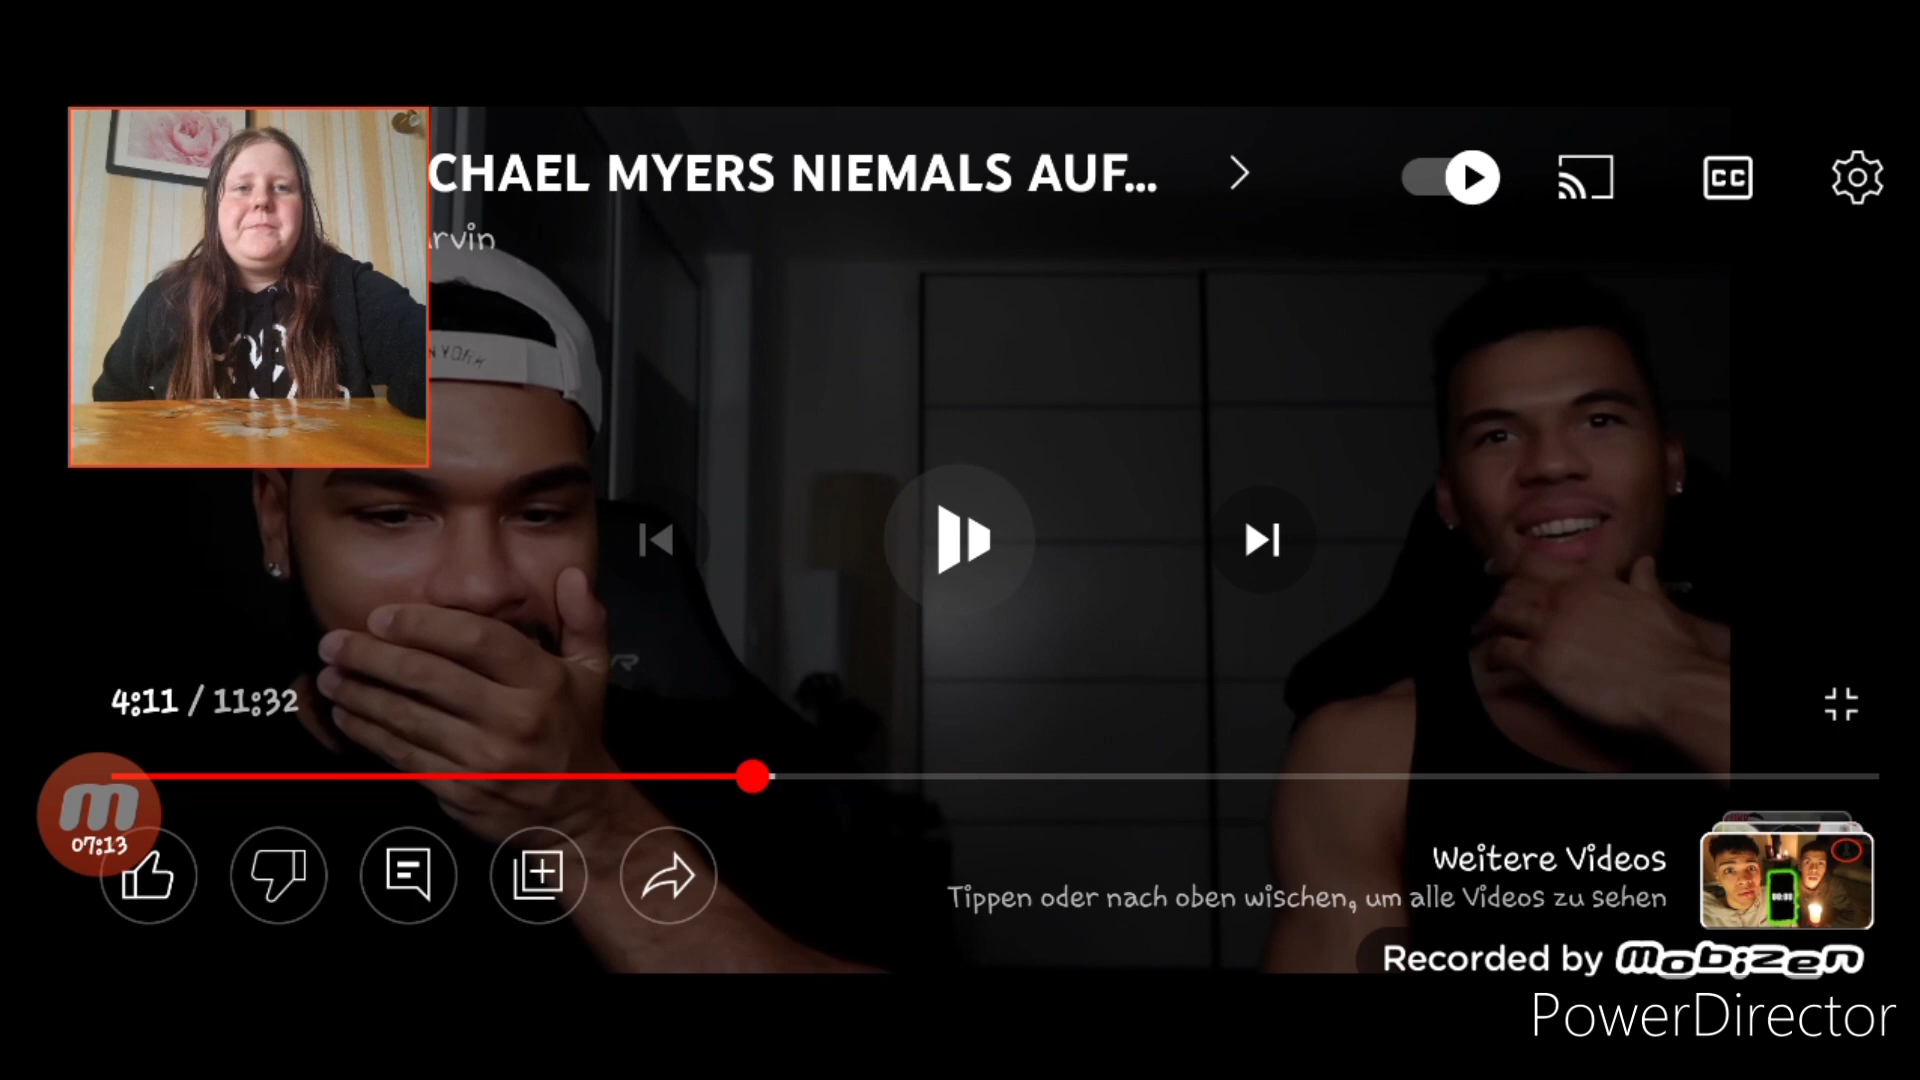 CHAEL MYERS NIEMALS AUF...
rvin
CC
4:11 / 11:32
07:13
Weitere Videos
Tippen oder nach oben wischen, um alle Videos zu sehen
Recorded by mobizen
PowerDirector